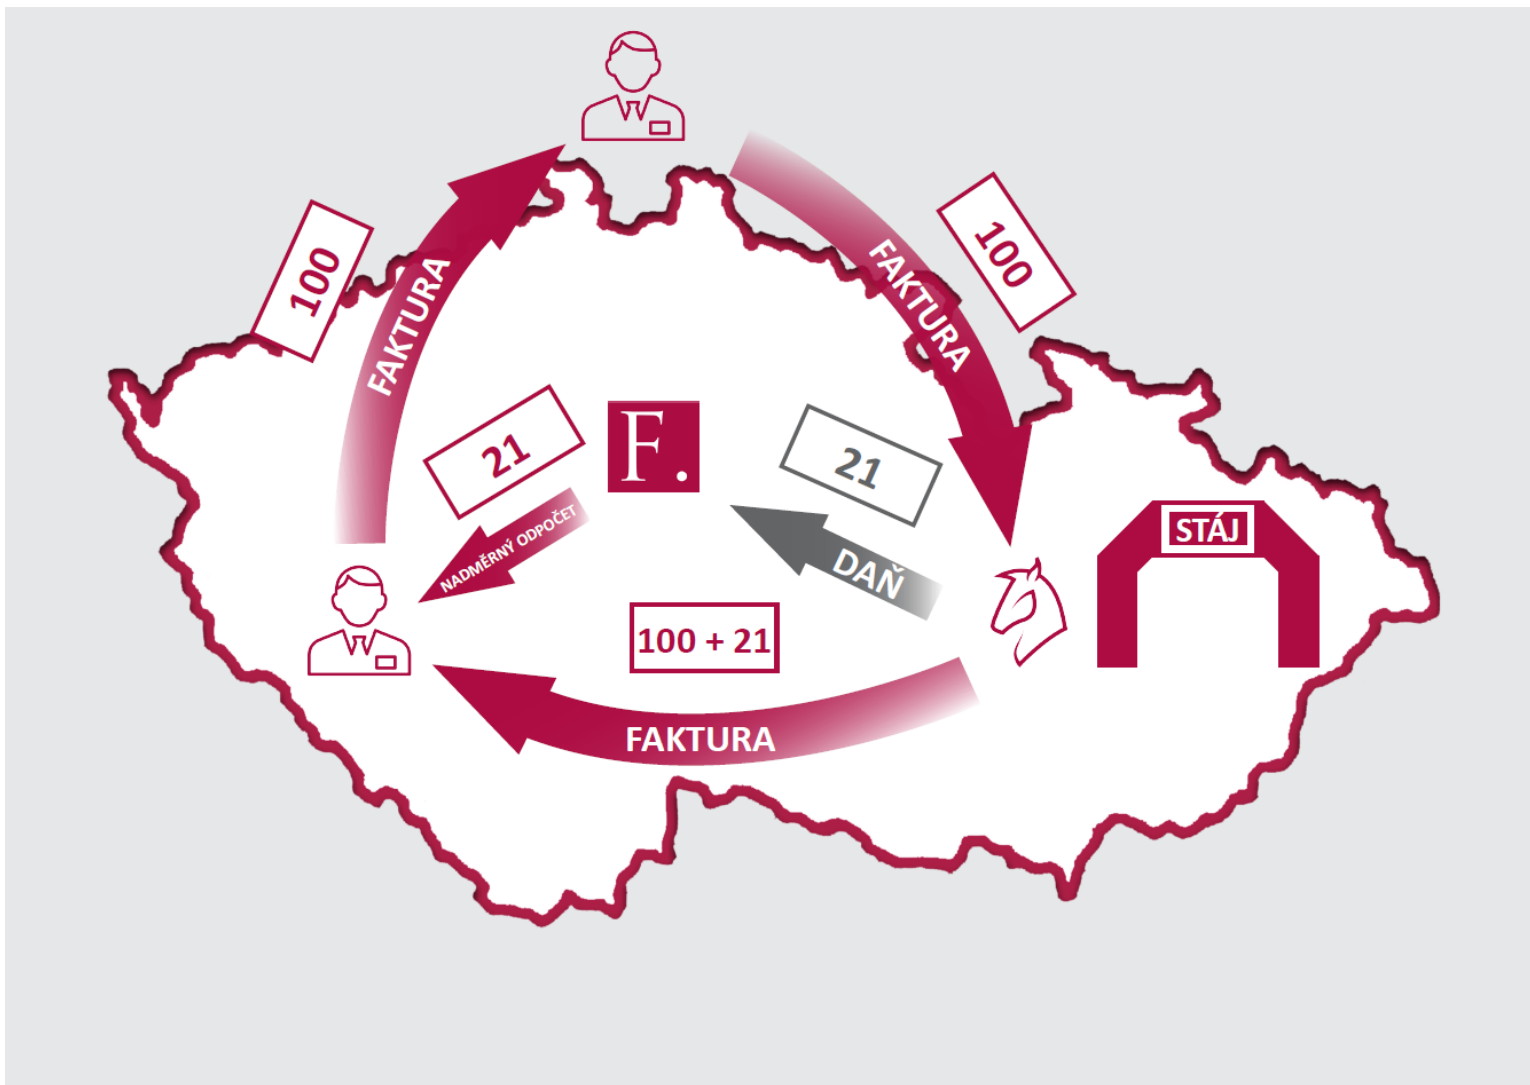 100
FAKTURA
FAKTURA
100
21
F.
21
NADMĚRNÝ ODPOČET
DAŇ
STÁJ
100 + 21
FAKTURA